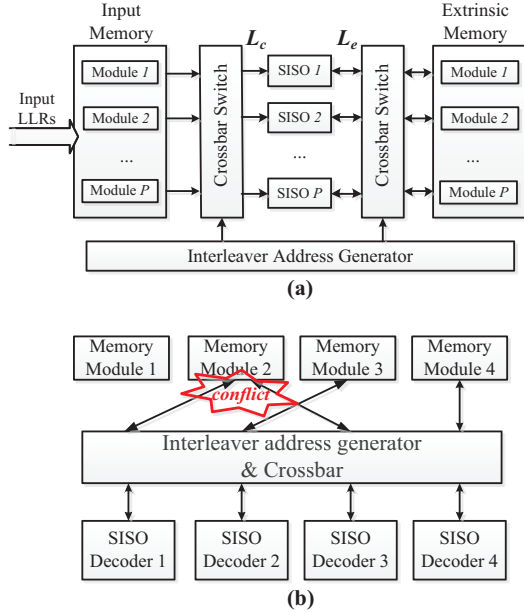 Input
Memory
Extrinsic
Memory
Lc
Le
Input
LLRs
Module 1
Module 2
...
Module P
Crossbar Switch
SISO 1
SISO 2
...
SISO P
Crossbar Switch
Module 1
Module 2
...
Module P
Interleaver Address Generator
(a)
Memory
Module 1
Memory
Module 2
Memory
Module 3
Memory
Module 4
conflict
Interleaver address generator
& Crossbar
SISO
Decoder 1
SISO
Decoder 2
SISO
Decoder 3
SISO
Decoder 4
(b)